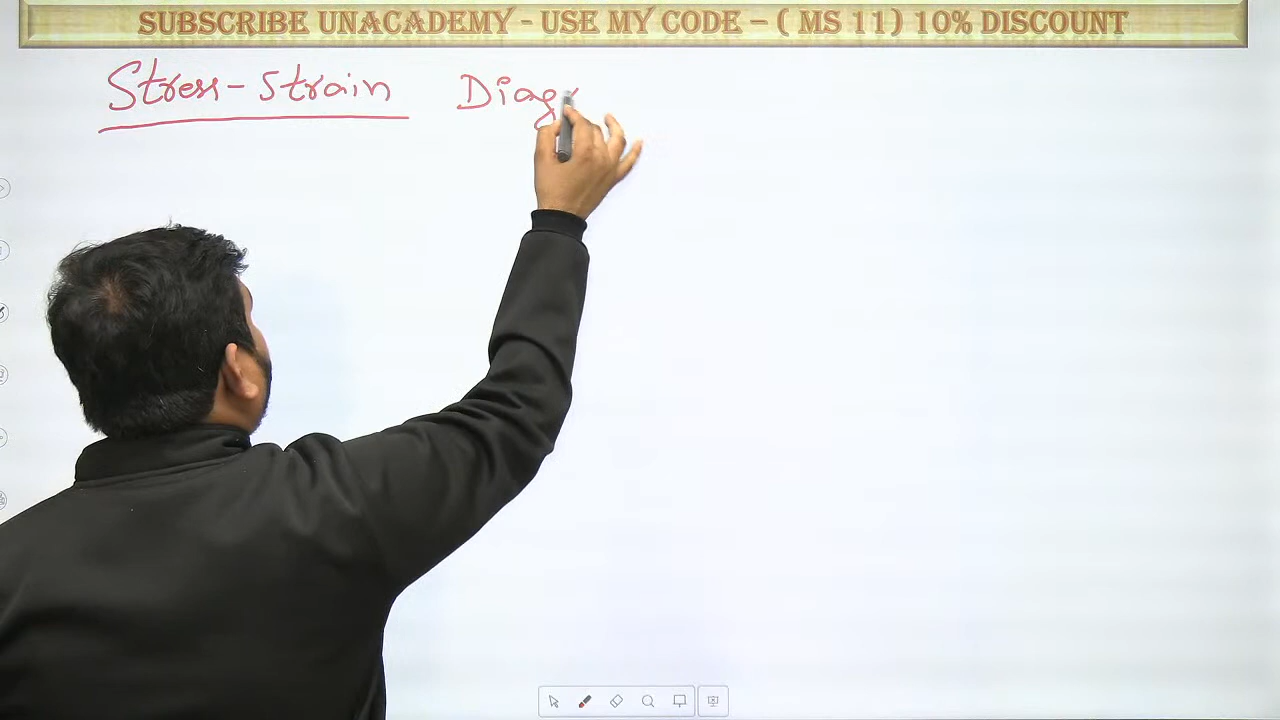 SUBSCRIBE UNACADEMY - USE MY CODE – ( MS 11) 10% DISCOUNT
Stress-Strain Diag